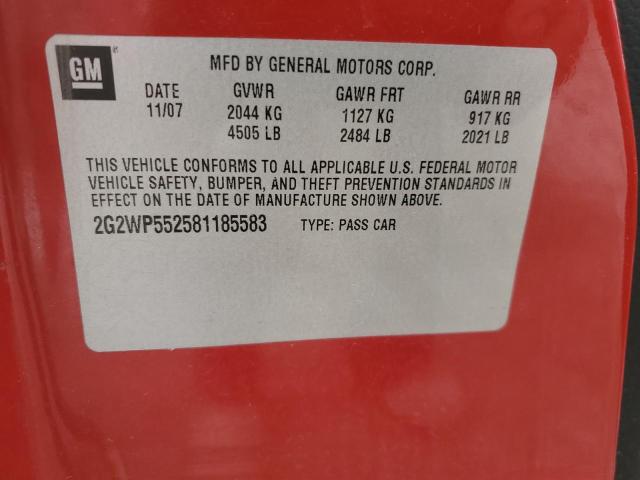 GM
MFD BY GENERAL MOTORS CORP.
DATE GVWR GAWR FRT GAWR RR
11/07 2044 KG 1127 KG 917 KG
4505 LB 2484 LB 2021 LB
THIS VEHICLE CONFORMS TO ALL APPLICABLE U.S. FEDERAL MOTOR
VEHICLE SAFETY, BUMPER, AND THEFT PREVENTION STANDARDS IN
EFFECT ON THE DATE OF MANUFACTURE SHOWN ABOVE.
2G2WP552581185583 TYPE: PASS CAR